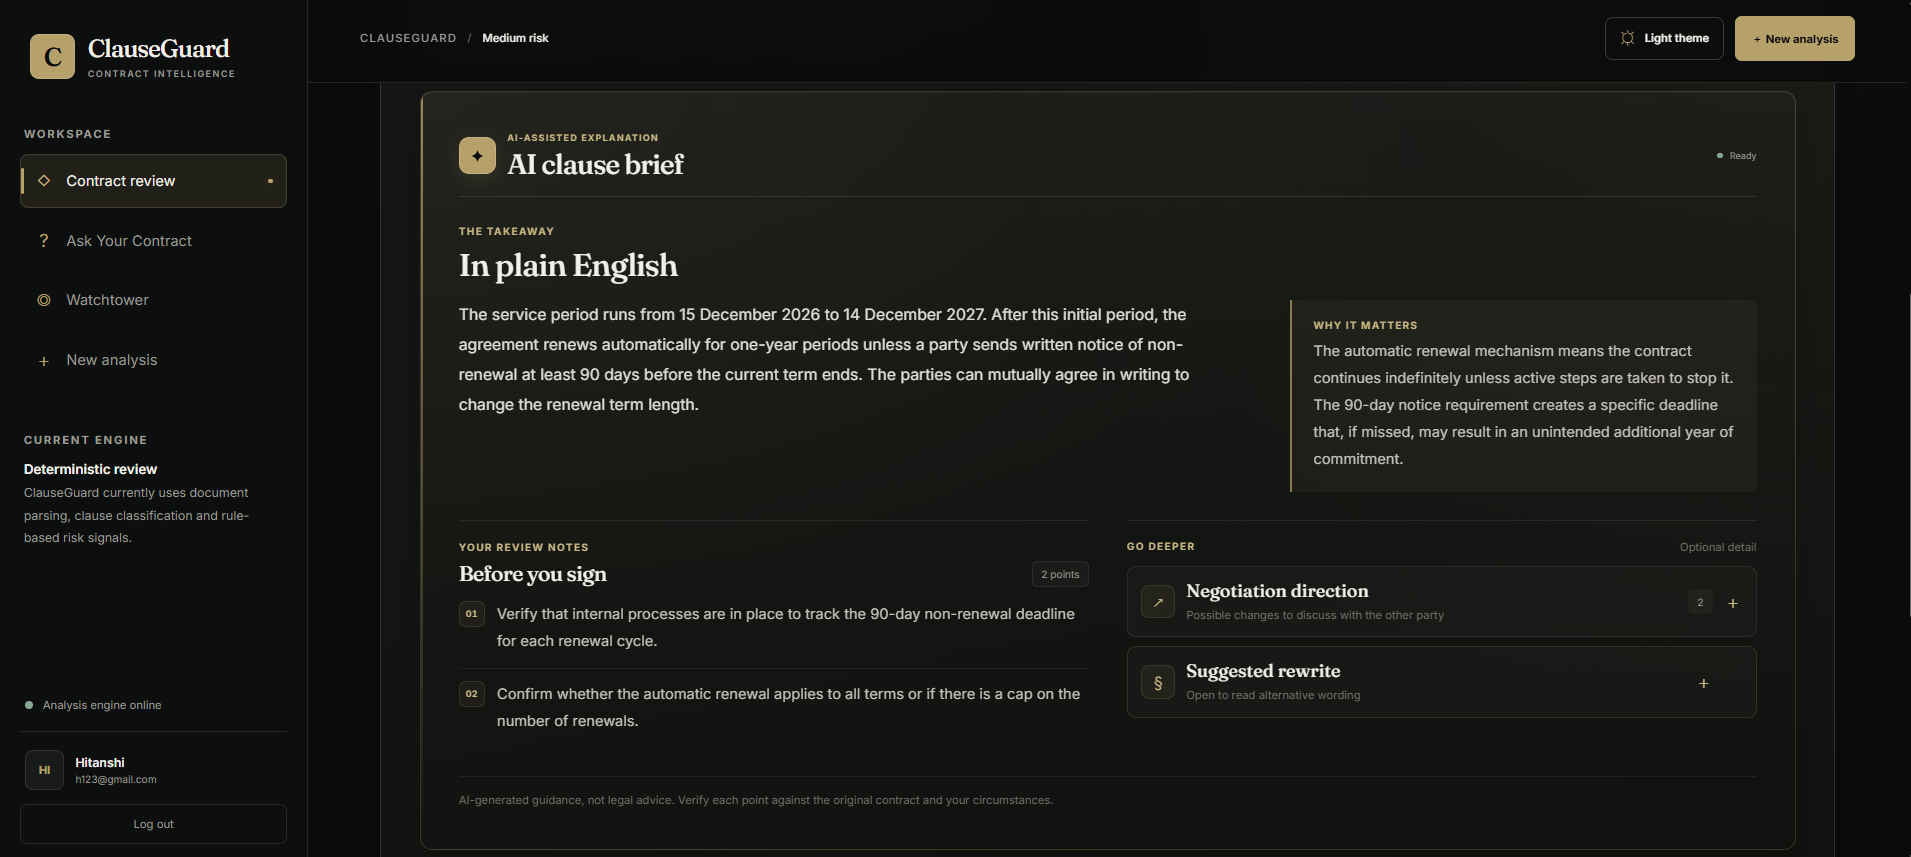 C
ClauseGuard
CONTRACT INTELLIGENCE
WORKSPACE
Contract review
? Ask Your Contract
Watchtower
+ New analysis
CURRENT ENGINE
Deterministic review
ClauseGuard currently uses document
parsing, clause classification and rule-
based risk signals.
Analysis engine online
HI
Hitanshi
h123@gmail.com
Log out
CLAUSEGUARD / Medium risk
Light theme
+ New analysis
AI-ASSISTED EXPLANATION
AI clause brief
Ready
THE TAKEAWAY
In plain English
The service period runs from 15 December 2026 to 14 December 2027. After this initial period, the
agreement renews automatically for one-year periods unless a party sends written notice of non-
renewal at least 90 days before the current term ends. The parties can mutually agree in writing to
change the renewal term length.
WHY IT MATTERS
The automatic renewal mechanism means the contract
continues indefinitely unless active steps are taken to stop it.
The 90-day notice requirement creates a specific deadline
that, if missed, may result in an unintended additional year of
commitment.
YOUR REVIEW NOTES
Before you sign
2 points
01 Verify that internal processes are in place to track the 90-day non-renewal deadline
for each renewal cycle.
02 Confirm whether the automatic renewal applies to all terms or if there is a cap on the
number of renewals.
GO DEEPER
Optional detail
↗ Negotiation direction
Possible changes to discuss with the other party
2 +
§ Suggested rewrite
Open to read alternative wording
+
AI-generated guidance, not legal advice. Verify each point against the original contract and your circumstances.